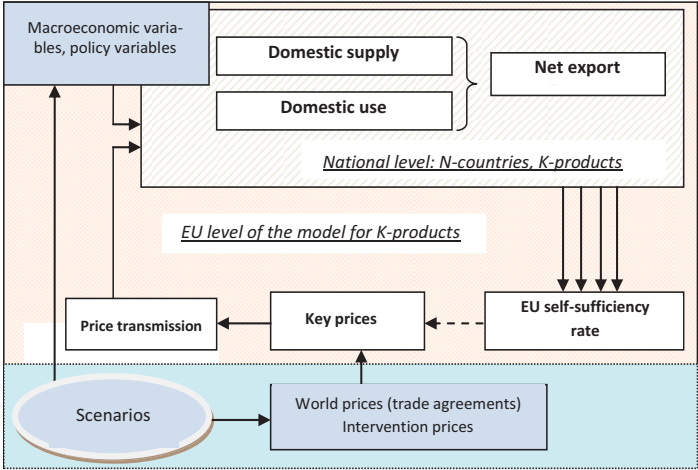 Macroeconomic varia-
bles, policy variables
Domestic supply
Domestic use
Net export
National level: N-countries, K-products
EU level of the model for K-products
Price transmission
Key prices
EU self-sufficiency
rate
Scenarios
World prices (trade agreements)
Intervention prices